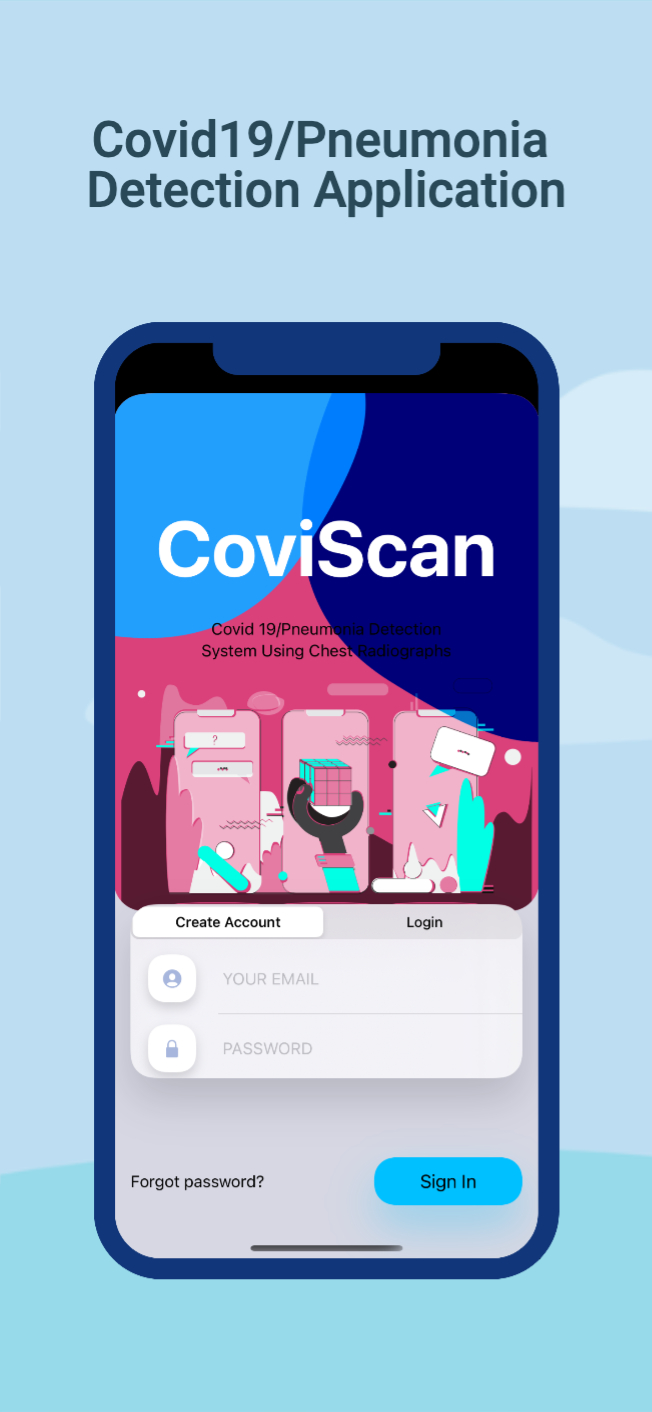 Covid19/Pneumonia
Detection Application
CoviScan
Covid 19/Pneumonia Detection
System Using Chest Radiographs
?
Create Account
Login
YOUR EMAIL
PASSWORD
Forgot password?
Sign In